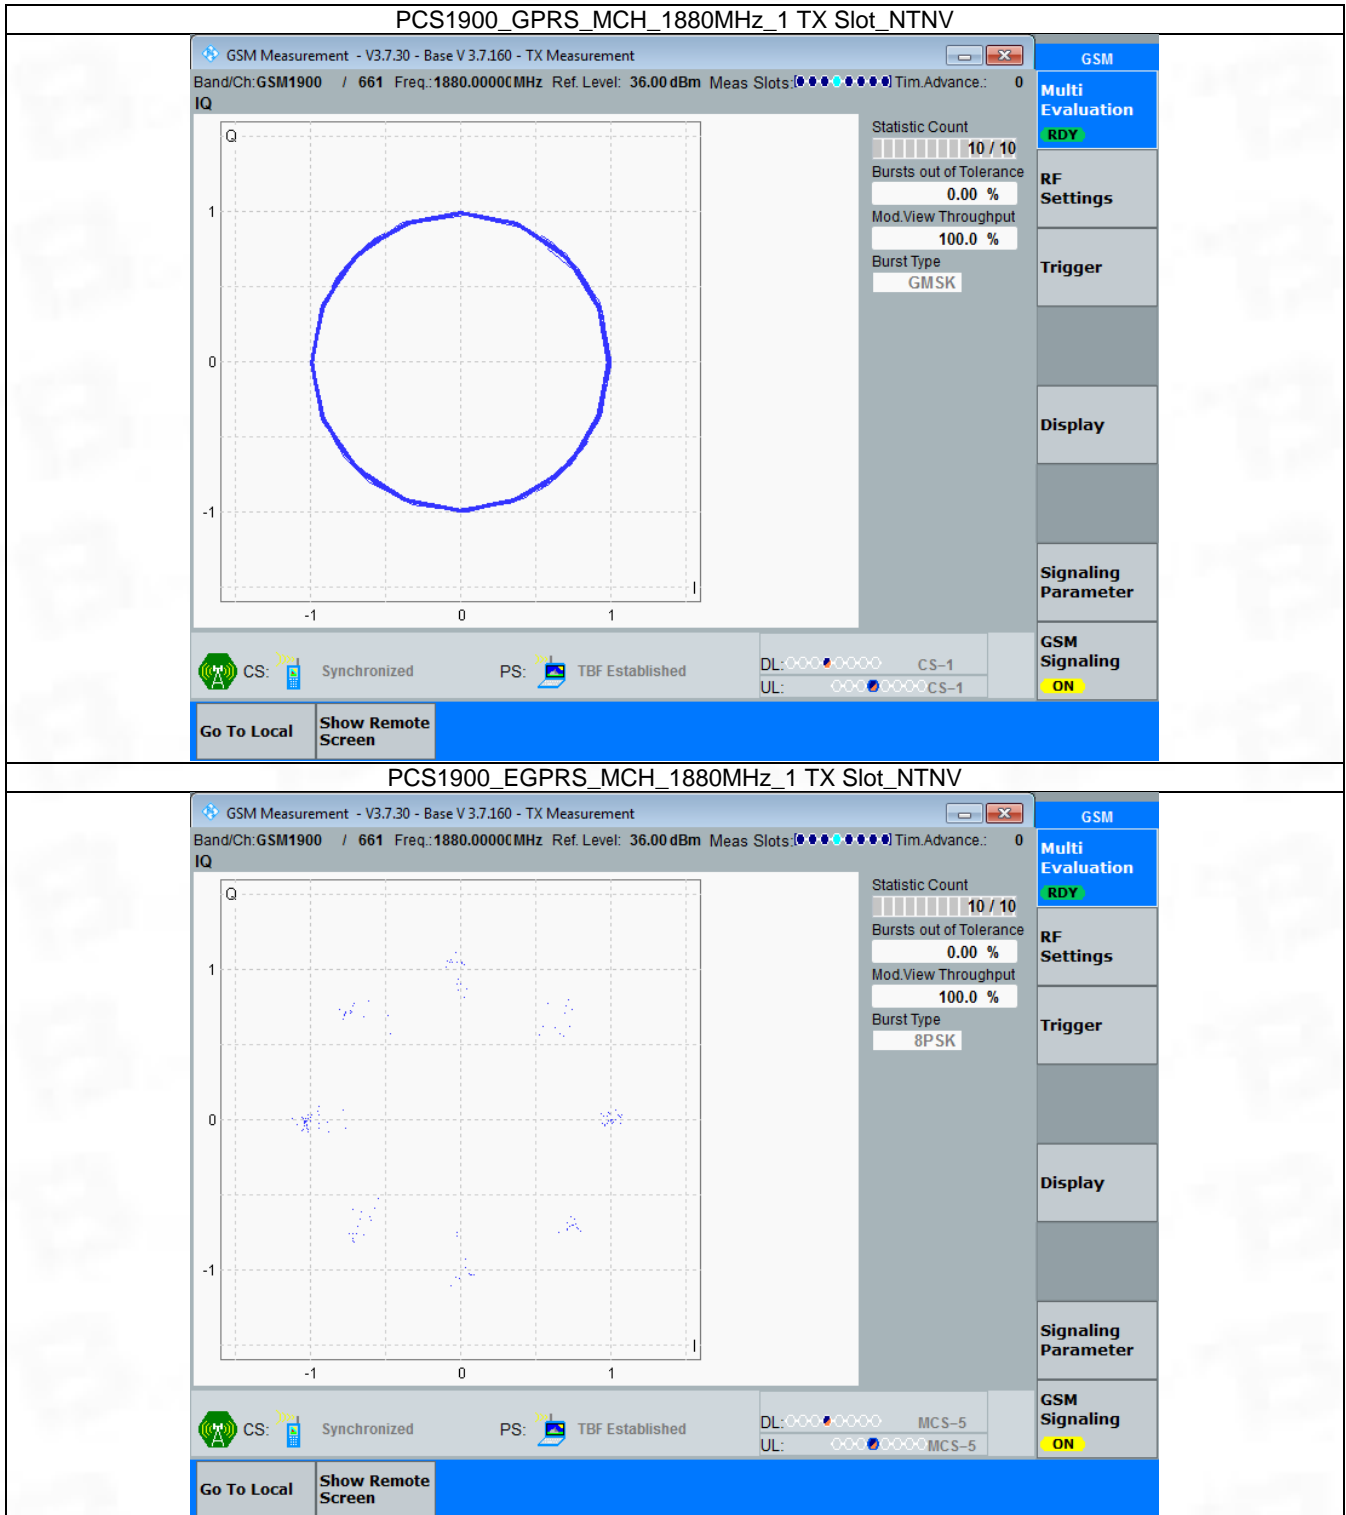 PCS1900_GPRS_MCH_1880MHz_1 TX Slot_NTNV
GSM Measurement - V3.7.30 - Base V 3.7.160 - TX Measurement
GSM
Band/Ch:GSM1900 / 661 Freq.:1880.00000MHz Ref. Level: 36.00 dBm Meas Slots: Tim.Advance.: 0
IQ
Multi
Evaluation
RDY
Q
Statistic Count
10 / 10
Bursts out of Tolerance
0.00 %
Mod.View Throughput
100.0 %
Burst Type
GMSK
RF
Settings
Trigger
1
0
-1
I
-1 0 1
Display
Signaling
Parameter
GSM
Signaling
ON
CS: Synchronized PS: TBF Established
DL: CS-1
UL: CS-1
Go To Local
Show Remote
Screen
PCS1900_EGPRS_MCH_1880MHz_1 TX Slot_NTNV
GSM Measurement - V3.7.30 - Base V 3.7.160 - TX Measurement
GSM
Band/Ch:GSM1900 / 661 Freq.:1880.00000MHz Ref. Level: 36.00 dBm Meas Slots: Tim.Advance.: 0
IQ
Multi
Evaluation
RDY
Q
Statistic Count
10 / 10
Bursts out of Tolerance
0.00 %
Mod.View Throughput
100.0 %
Burst Type
8PSK
RF
Settings
Trigger
1
0
-1
I
-1 0 1
Display
Signaling
Parameter
GSM
Signaling
ON
CS: Synchronized PS: TBF Established
DL: MCS-5
UL: MCS-5
Go To Local
Show Remote
Screen